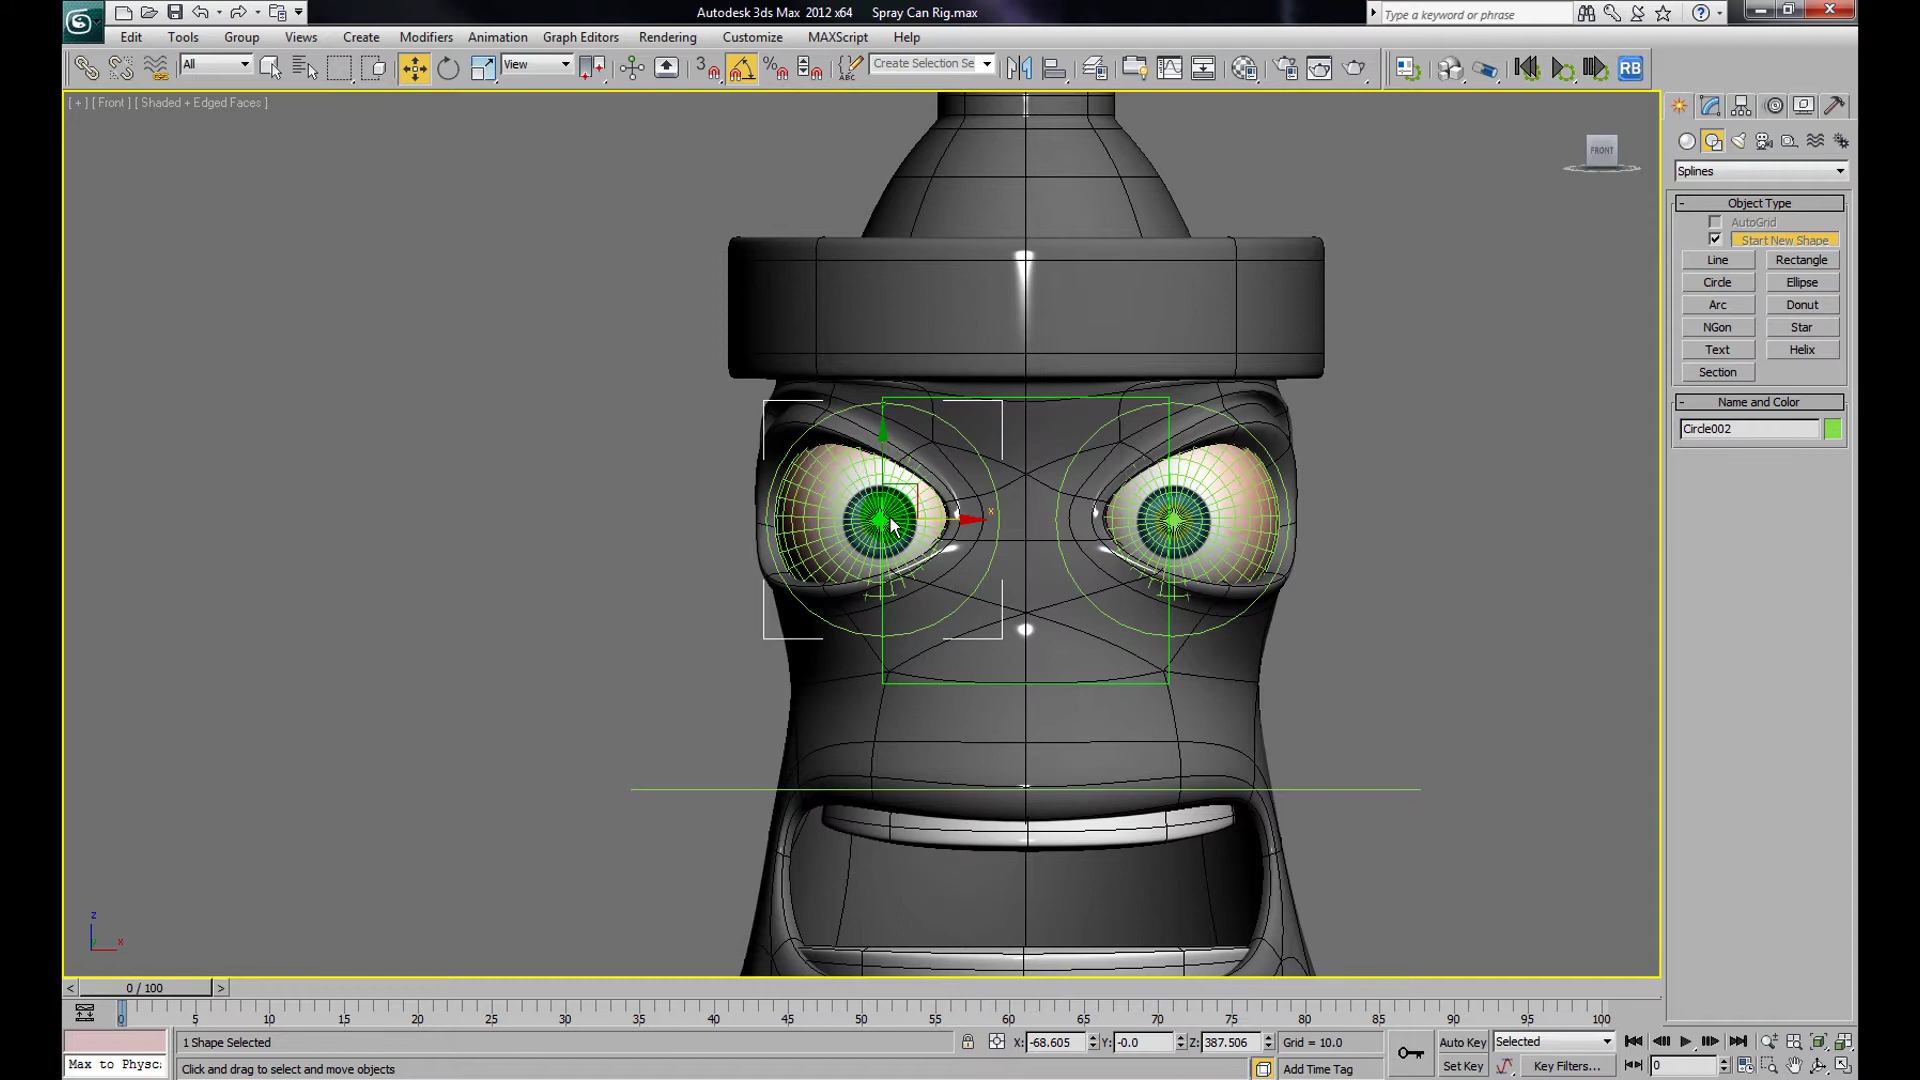 Autodesk 3ds Max 2012 x64 Spray Can Rig.max
Type a keyword or phrase
Edit Tools Group Views Create Modifiers Animation Graph Editors Rendering Customize MAXScript Help
All View 3 ABC Create Selection Se RB
[ + ] [ Front ] [ Shaded + Edged Faces ]
FRONT
Splines
- Object Type
AutoGrid
Start New Shape
Line Rectangle
Circle Ellipse
Arc Donut
NGon Star
Text Helix
Section
- Name and Color
Circle002
x
z
x
< 0 / 100 >
0 5 10 15 20 25 30 35 40 45 50 55 60 65 70 75 80 85 90 95 100
1 Shape Selected X: -68.605 Y: -0.0 Z: 387.506 Grid = 10.0 Auto Key Selected
Max to Physc: Click and drag to select and move objects Add Time Tag Set Key Key Filters... 0